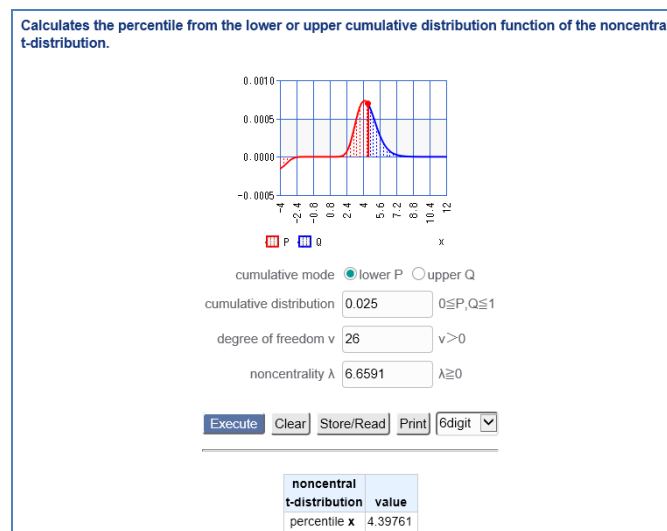 Calculates the percentile from the lower or upper cumulative distribution function of the noncentra
t-distribution.
0.0010
0.0005
0.0000
-0.0005
-4 -2.4 -0.8 0.8 2.4 4 5.6 7.2 8.8 10.4 12
P Q x
cumulative mode lower P upper Q
cumulative distribution 0.025 0≦P,Q≦1
degree of freedom ν 26 ν>0
noncentrality λ 6.6591 λ≧0
Execute Clear Store/Read Print 6digit
noncentral
t-distribution value
percentile x 4.39761